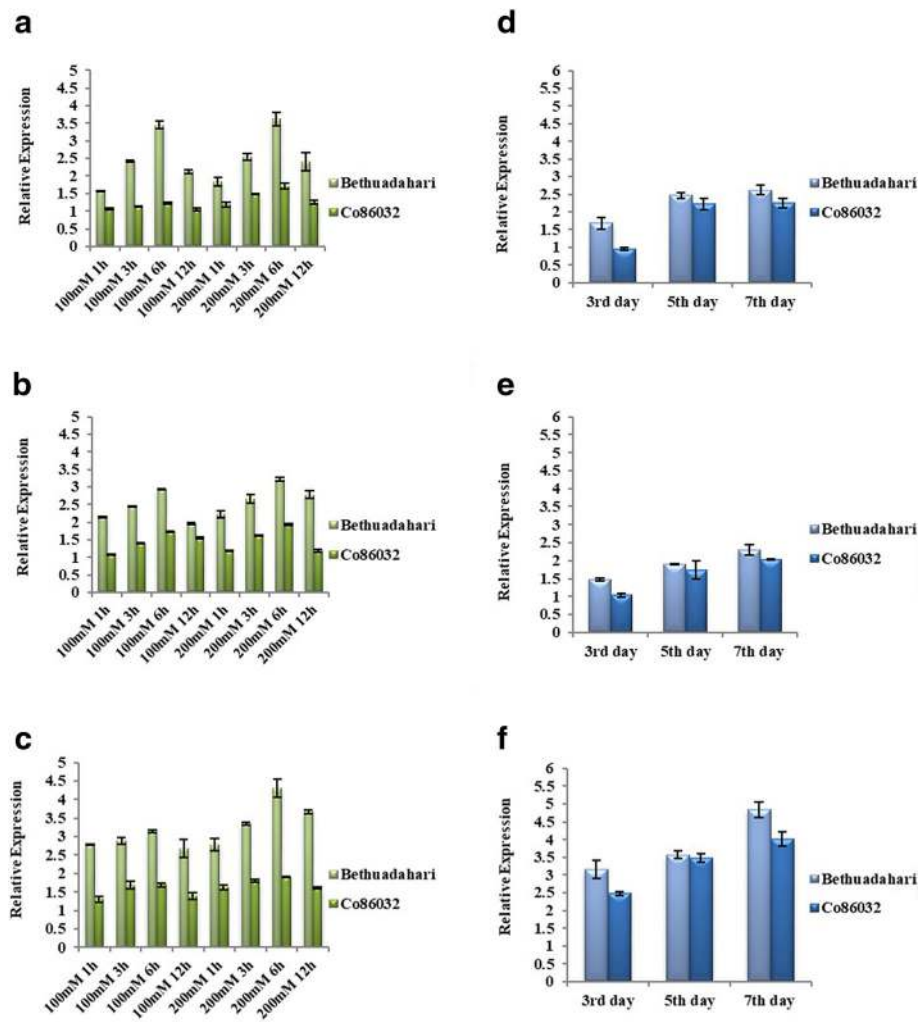 a
Relative Expression
5
4.5
4
3.5
3
2.5
2
1.5
1
0.5
0
100mM 1h
100mM 3h
100mM 6h
100mM 12h
200mM 1h
200mM 3h
200mM 6h
200mM 12h
Bethuadahari
Co86032
d
Relative Expression
6
5.5
5
4.5
4
3.5
3
2.5
2
1.5
1
0.5
0
3rd day
5th day
7th day
Bethuadahari
Co86032
b
Relative Expression
5
4.5
4
3.5
3
2.5
2
1.5
1
0.5
0
100mM 1h
100mM 3h
100mM 6h
100mM 12h
200mM 1h
200mM 3h
200mM 6h
200mM 12h
Bethuadahari
Co86032
e
Relative Expression
6
5.5
5
4.5
4
3.5
3
2.5
2
1.5
1
0.5
0
3rd day
5th day
7th day
Bethuadahari
Co86032
c
Relative Expression
5
4.5
4
3.5
3
2.5
2
1.5
1
0.5
0
100mM 1h
100mM 3h
100mM 6h
100mM 12h
200mM 1h
200mM 3h
200mM 6h
200mM 12h
Bethuadahari
Co86032
f
Relative Expression
6
5.5
5
4.5
4
3.5
3
2.5
2
1.5
1
0.5
0
3rd day
5th day
7th day
Bethuadahari
Co86032